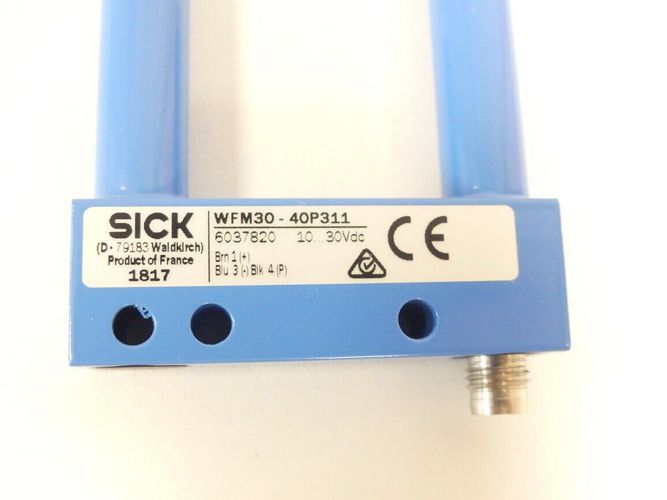 SICK
(D - 79183 Waldkirch)
Product of France
1817
WFM30 - 40P311
6037820 10...30Vdc
Brn 1 (+)
Blu 3 (-) Blk 4 (P)
CE